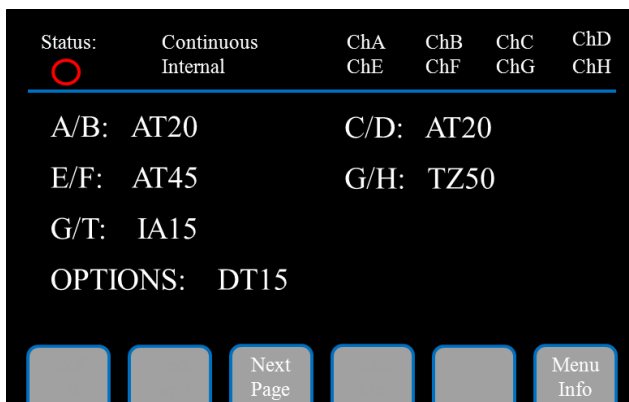 Status: Continuous ChA ChB ChC ChD
Internal ChE ChF ChG ChH
A/B: AT20 C/D: AT20
E/F: AT45 G/H: TZ50
G/T: IA15
OPTIONS: DT15
Next Menu
Page Info